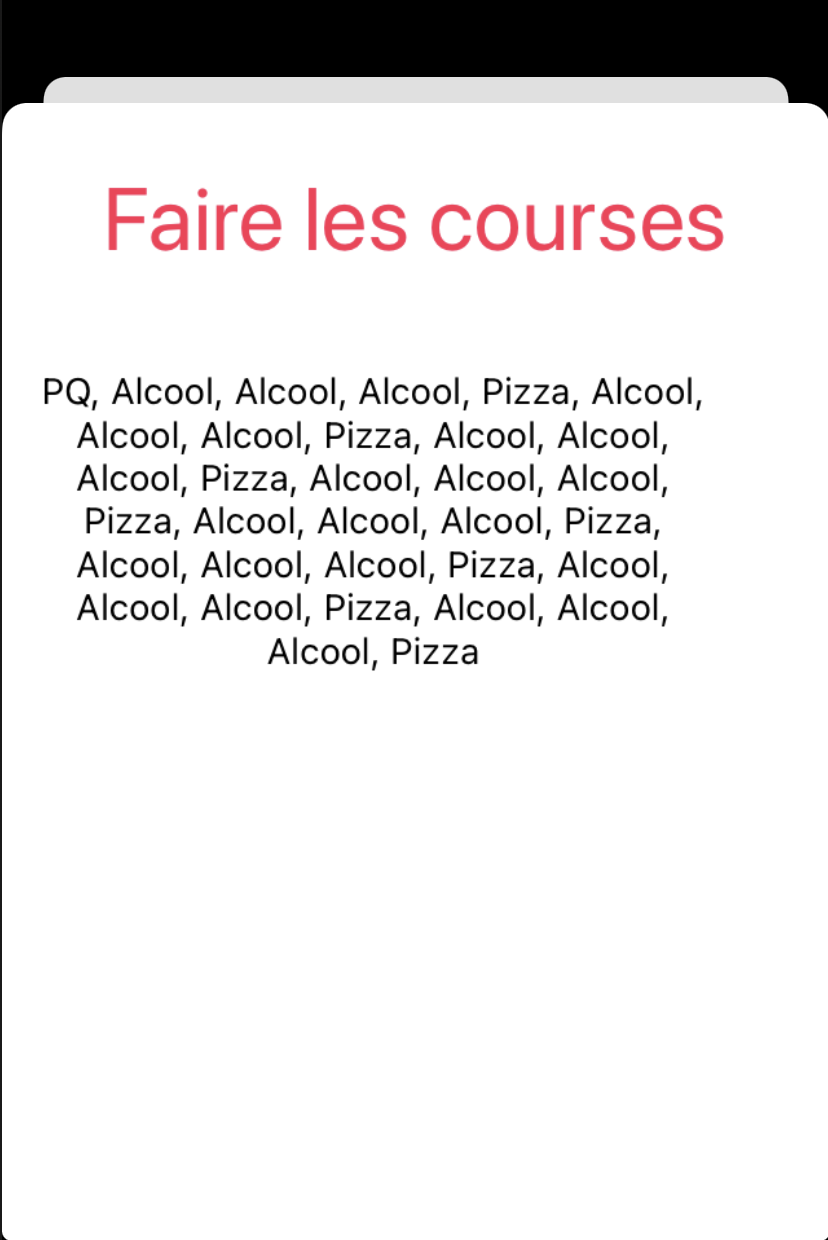 Faire les courses
PQ, Alcool, Alcool, Alcool, Pizza, Alcool,
Alcool, Alcool, Pizza, Alcool, Alcool,
Alcool, Pizza, Alcool, Alcool, Alcool,
Pizza, Alcool, Alcool, Alcool, Pizza,
Alcool, Alcool, Alcool, Pizza, Alcool,
Alcool, Alcool, Pizza, Alcool, Alcool,
Alcool, Pizza